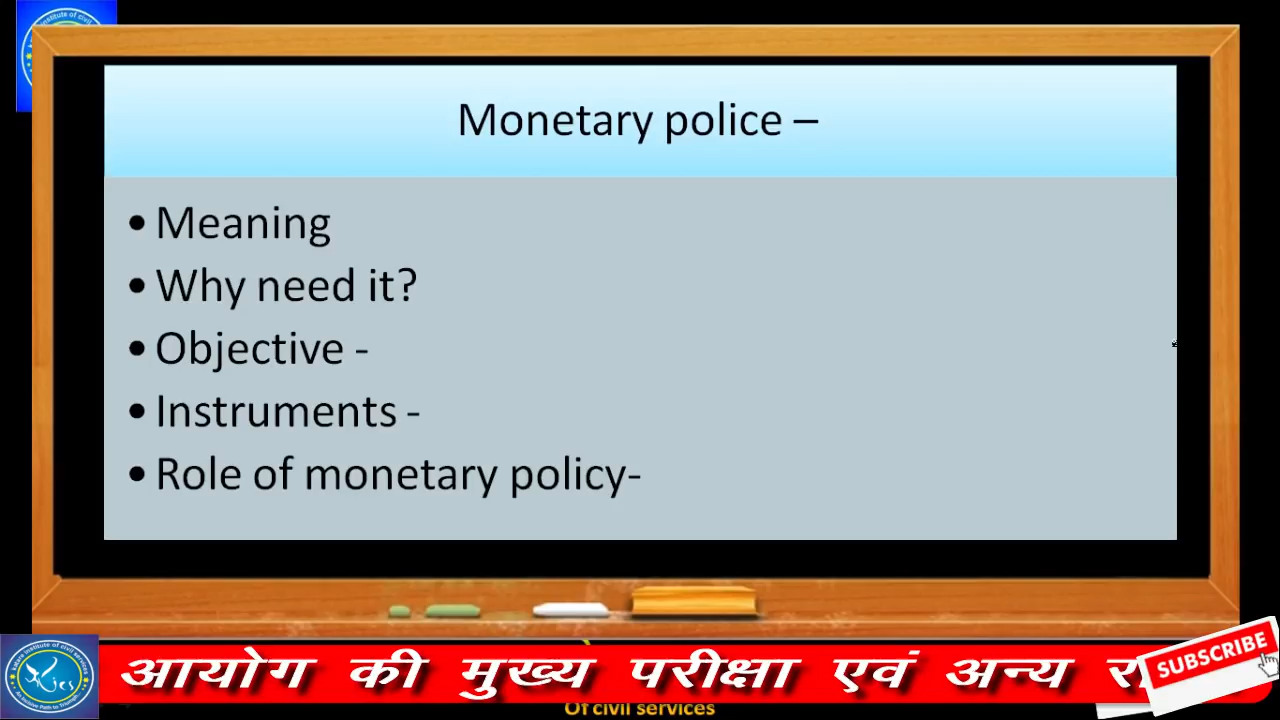 Monetary police –
• Meaning
• Why need it?
• Objective -
• Instruments -
• Role of monetary policy-
आयोग की मुख्य परीक्षा एवं अन्य
SUBSCRIBE
Of civil services